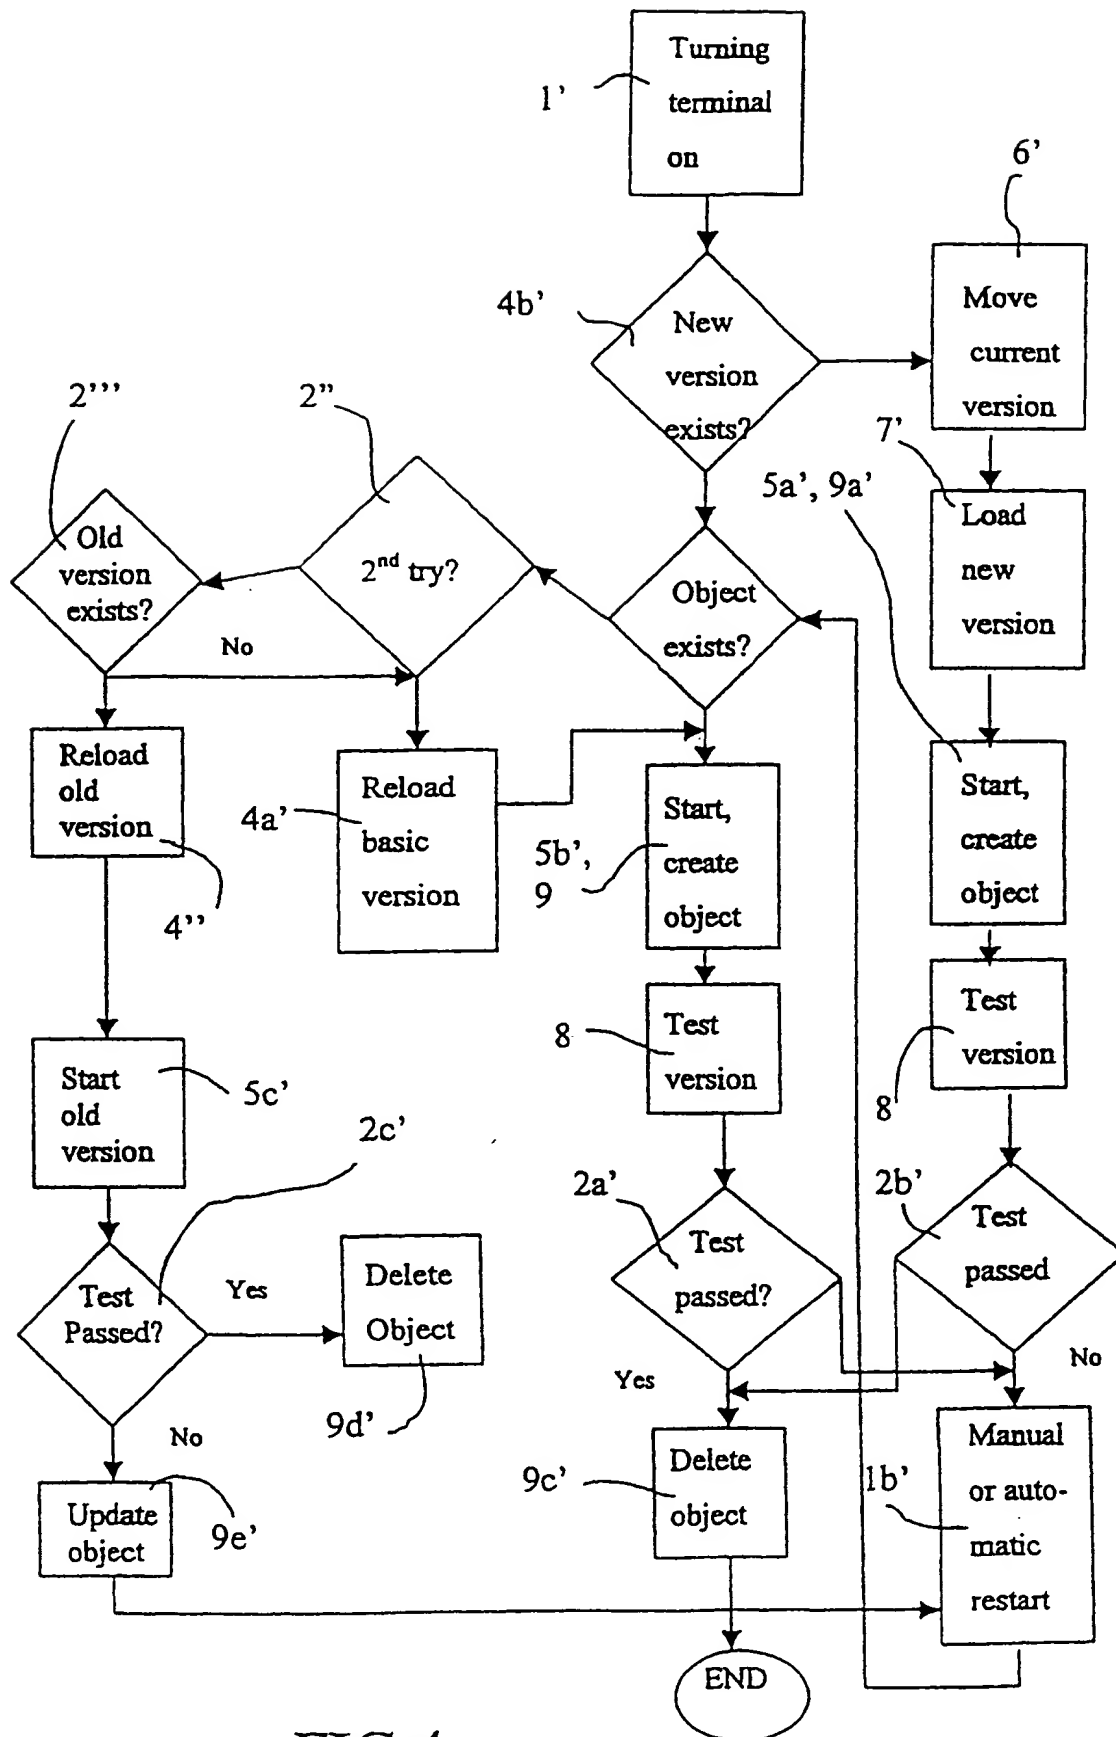 Turning
terminal
on
1’
6’
4b’
New
version
exists?
Move
current
version
2’’’
2”
7’
5a’, 9a’
Load
new
version
Old
version
exists?
2nd try?
Object
exists?
No
Reload
old
version
4’’
4a’
Reload
basic
version
5b’,
9
Start,
create
object
Start,
create
object
8
Test
version
Test
version
8’
Start
old
version
5c’
2c’
2a’
2b’
Test
passed?
Test
passed
Test
Passed?
Yes
Delete
Object
9d’
Yes
No
No
Update
object
9e’
9c’
Delete
object
1b’
Manual
or auto-
matic
restart
END